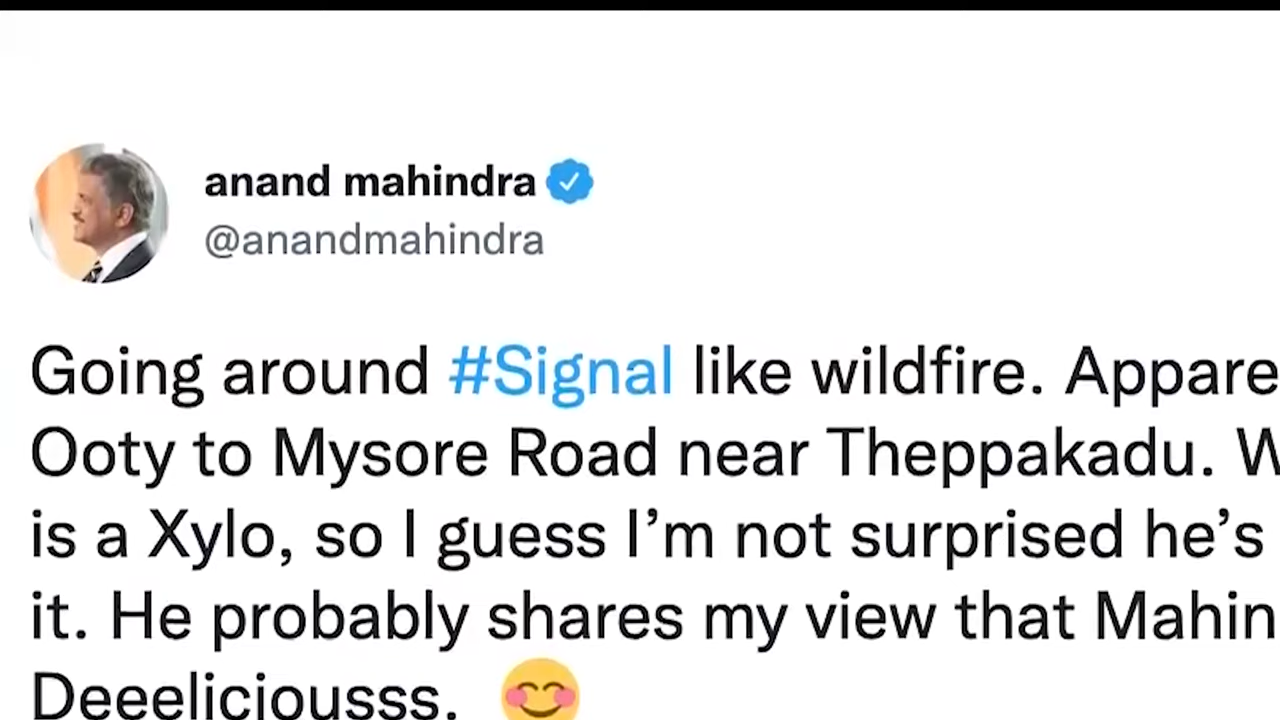 anand mahindra
@anandmahindra
Going around #Signal like wildfire. Appare
Ooty to Mysore Road near Theppakadu. W
is a Xylo, so I guess I’m not surprised he’s
it. He probably shares my view that Mahin
Deeeliciousss. 😊